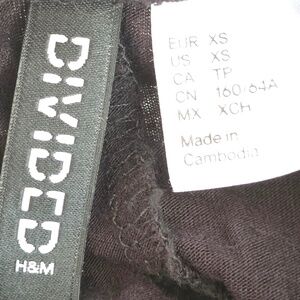 DIVIDED
H&M
EUR XS
US XS
CA TP
CN 160/64A
MX XCH
Made in
Cambodia